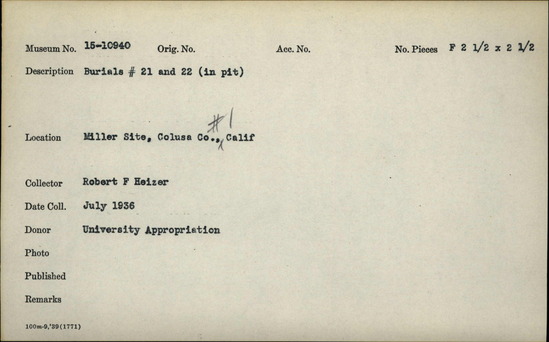 Museum No. 15-10940 Orig. No. Acc. No. No. Pieces F 2 1/2 x 2 1/2
Description Burials # 21 and 22 (in pit)
#1
Location Miller Site, Colusa Co., Calif
Collector Robert F Heizer
Date Coll. July 1936
Donor University Appropriation
Photo
Published
Remarks
100m-9,'39(1771)